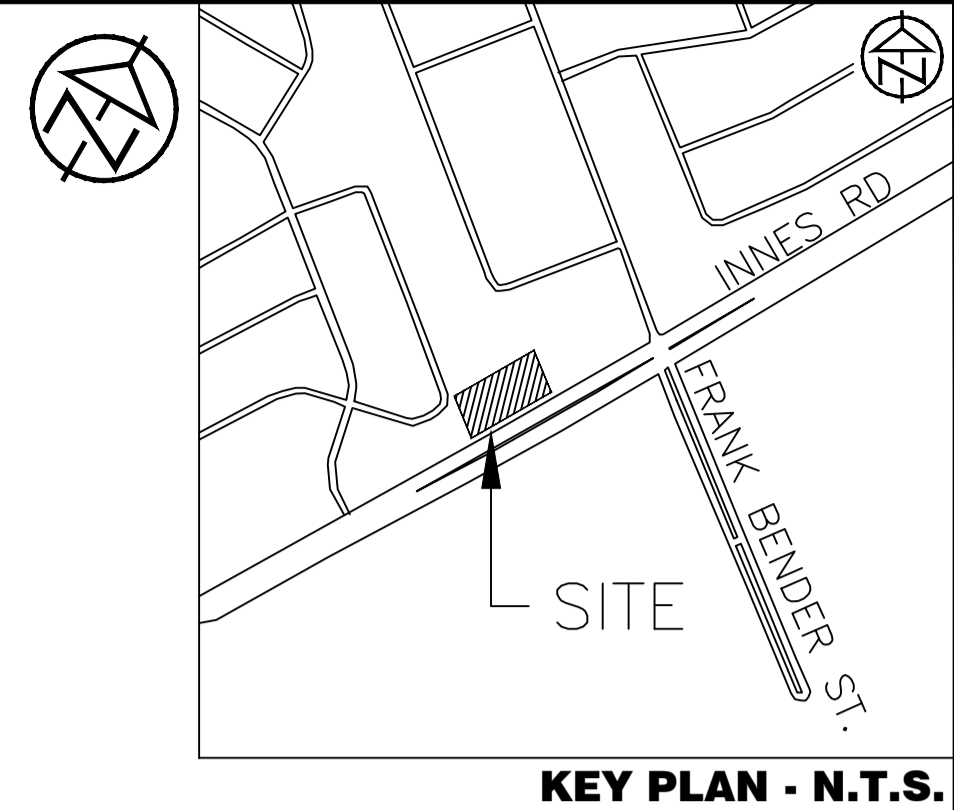 N
N
INNES RD
FRANK BENDER ST.
SITE
KEY PLAN - N.T.S.